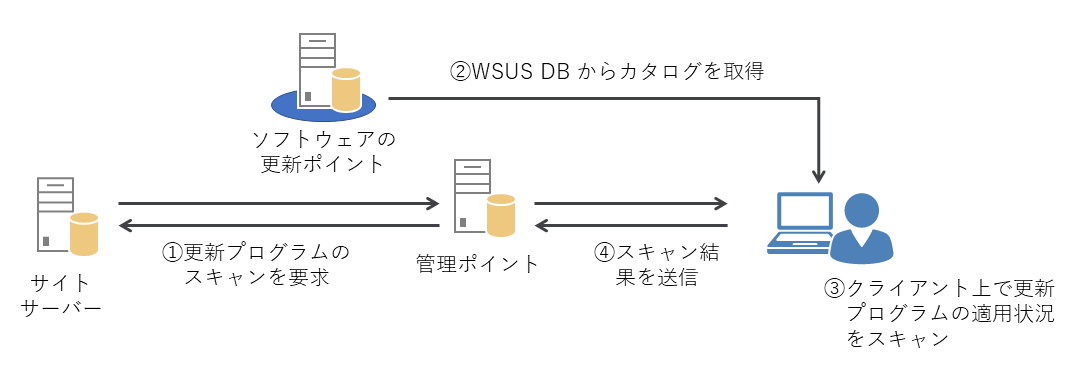 ②WSUS DB からカタログを取得
ソフトウェアの
更新ポイント
①更新プログラムの
スキャンを要求
管理ポイント
④スキャン結
果を送信
サイト
サーバー
③クライアント上で更新
プログラムの適用状況
をスキャン